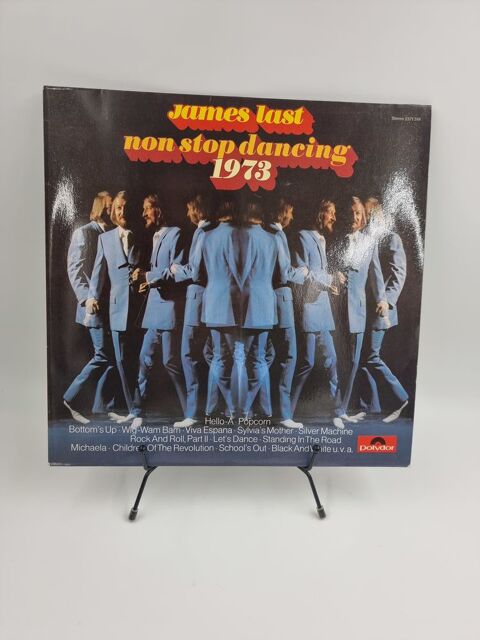 James last
Stereo 2371 319
non stop dancing
1973
Hello-A · Popcorn
Bottom's Up · Wig-Wam Bam · Viva Espana · Sylvia's Mother · Silver Machine
Rock And Roll, Part II · Let's Dance · Standing In The Road
Michaela · Children Of The Revolution · School's Out · Black And White u.v.a.
Polydor